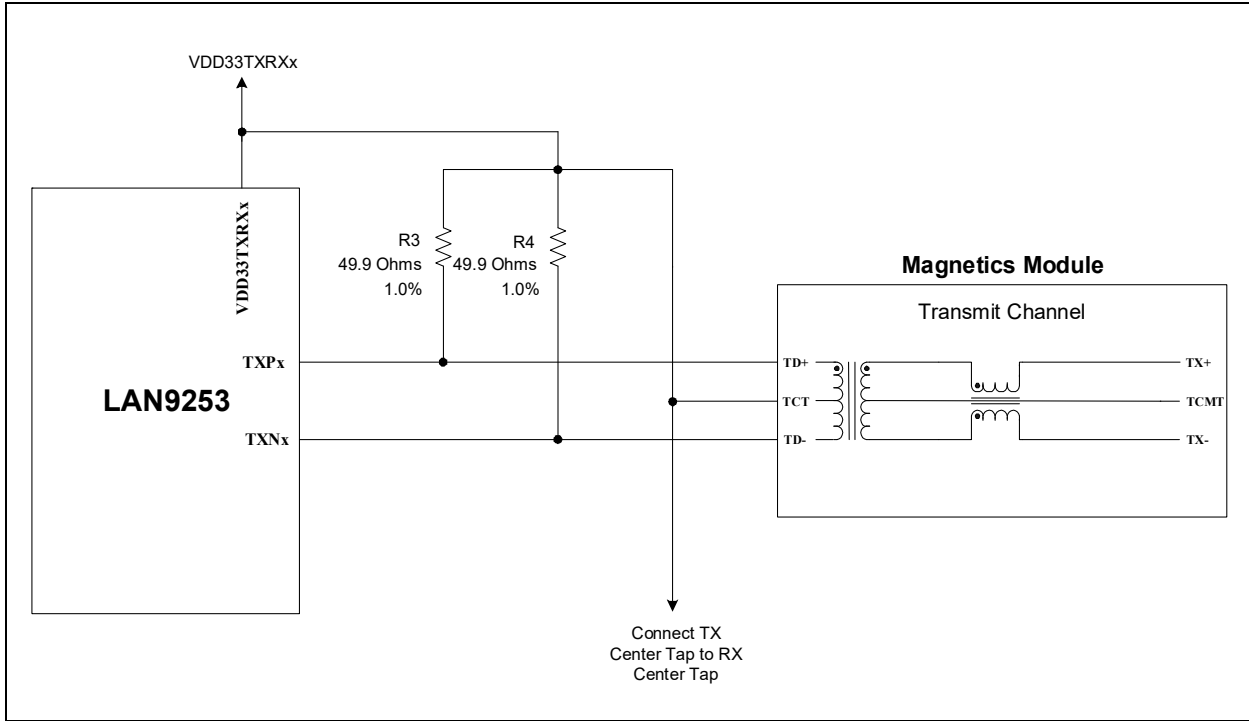 VDD33TXRXx
VDD33TXRXx
R3
49.9 Ohms
1.0%
R4
49.9 Ohms
1.0%
Magnetics Module
Transmit Channel
TXPx
TD+
TX+
LAN9253
TCT
TCMT
TXNx
TD-
TX-
Connect TX
Center Tap to RX
Center Tap